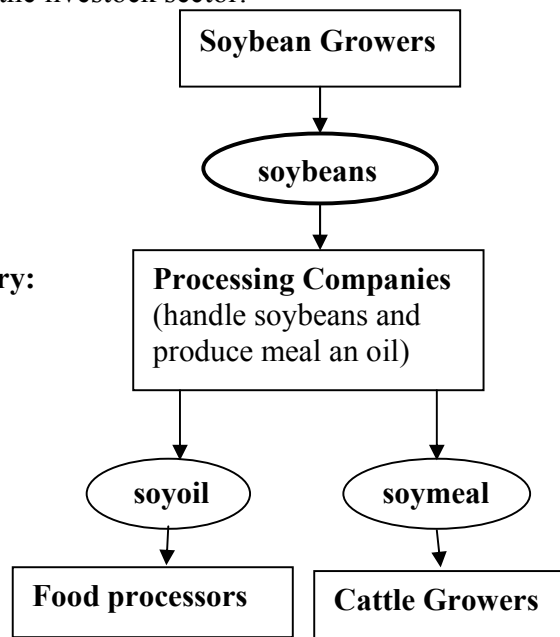 the livestock sector.
Soybean Growers
soybeans
ry:
Processing Companies
(handle soybeans and
produce meal an oil)
soyoil
soymeal
Food processors
Cattle Growers